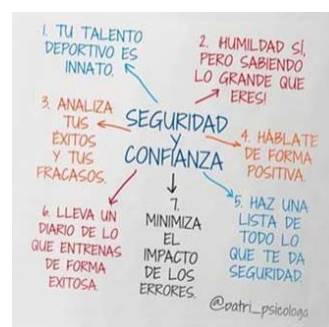 1. TU TALENTO
DEPORTIVO ES
INNATO.
2. HUMILDAD SÍ,
PERO SABIENDO
LO GRANDE QUE
ERES!
3. ANALIZA
TUS
ÉXITOS
Y TUS
FRACASOS.
SEGURIDAD
Y
CONFÍANZA
4. HÁBLATE
DE FORMA
POSITIVA.
5. HAZ UNA
LISTA DE
TODO LO
QUE TE DA
SEGURIDAD.
6. LLEVA UN
DIARIO DE LO
QUE ENTRENAS
DE FORMA
EXITOSA.
7.
MINIMIZA
EL
IMPACTO
DE LOS
ERRORES.
@patri_psicologa